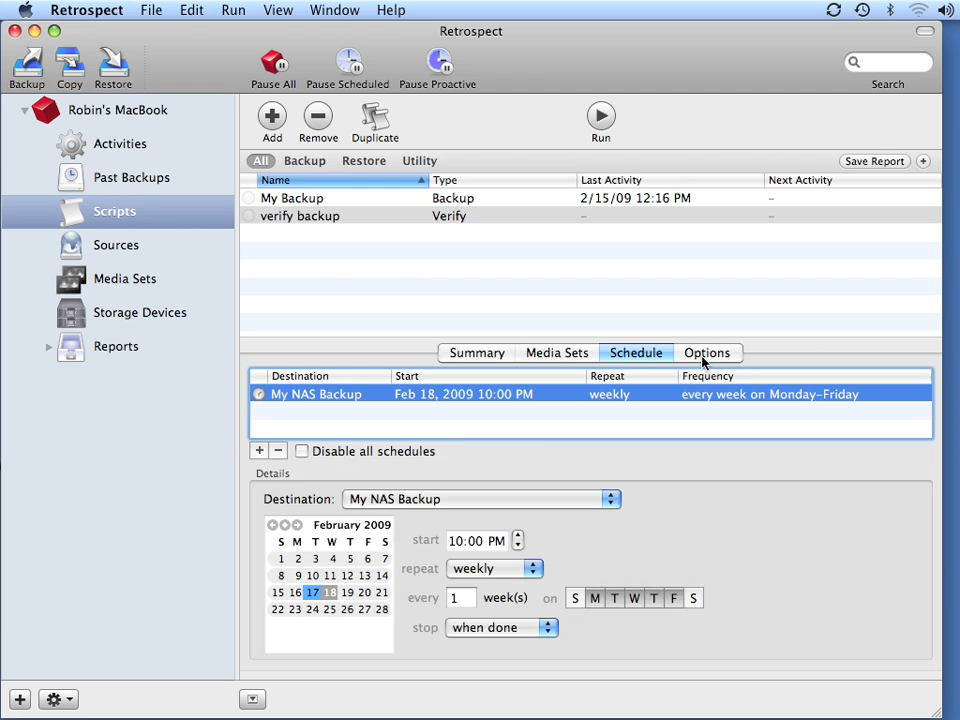 Retrospect File Edit Run View Window Help
Retrospect
Backup Copy Restore Pause All Pause Scheduled Pause Proactive Search
Robin's MacBook
Activities
Past Backups
Scripts
Sources
Media Sets
Storage Devices
Reports
Add Remove Duplicate Run
All Backup Restore Utility Save Report
Name Type Last Activity Next Activity
My Backup Backup 2/15/09 12:16 PM –
verify backup Verify – –
Summary Media Sets Schedule Options
Destination Start Repeat Frequency
My NAS Backup Feb 18, 2009 10:00 PM weekly every week on Monday–Friday
+ – Disable all schedules
Details
Destination: My NAS Backup
February 2009
S M T W T F S
1 2 3 4 5 6 7
8 9 10 11 12 13 14
15 16 17 18 19 20 21
22 23 24 25 26 27 28
start 10:00 PM
repeat weekly
every 1 week(s) on S M T W T F S
stop when done